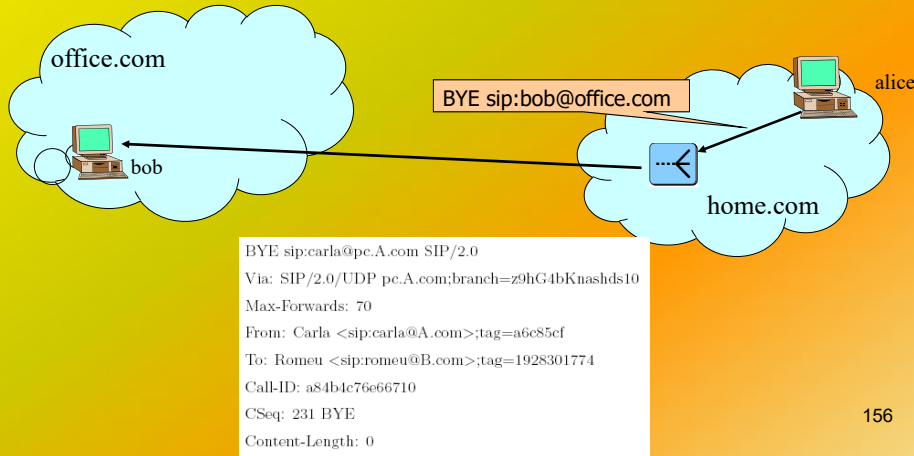 office.com
alice
BYE sip:bob@office.com
bob
home.com
BYE sip:carla@pc.A.com SIP/2.0
Via: SIP/2.0/UDP pc.A.com;branch=z9hG4bKnashds10
Max-Forwards: 70
From: Carla <sip:carla@A.com>;tag=a6c85cf
To: Romeu <sip:romeu@B.com>;tag=1928301774
Call-ID: a84b4c76e66710
CSeq: 231 BYE
Content-Length: 0
156